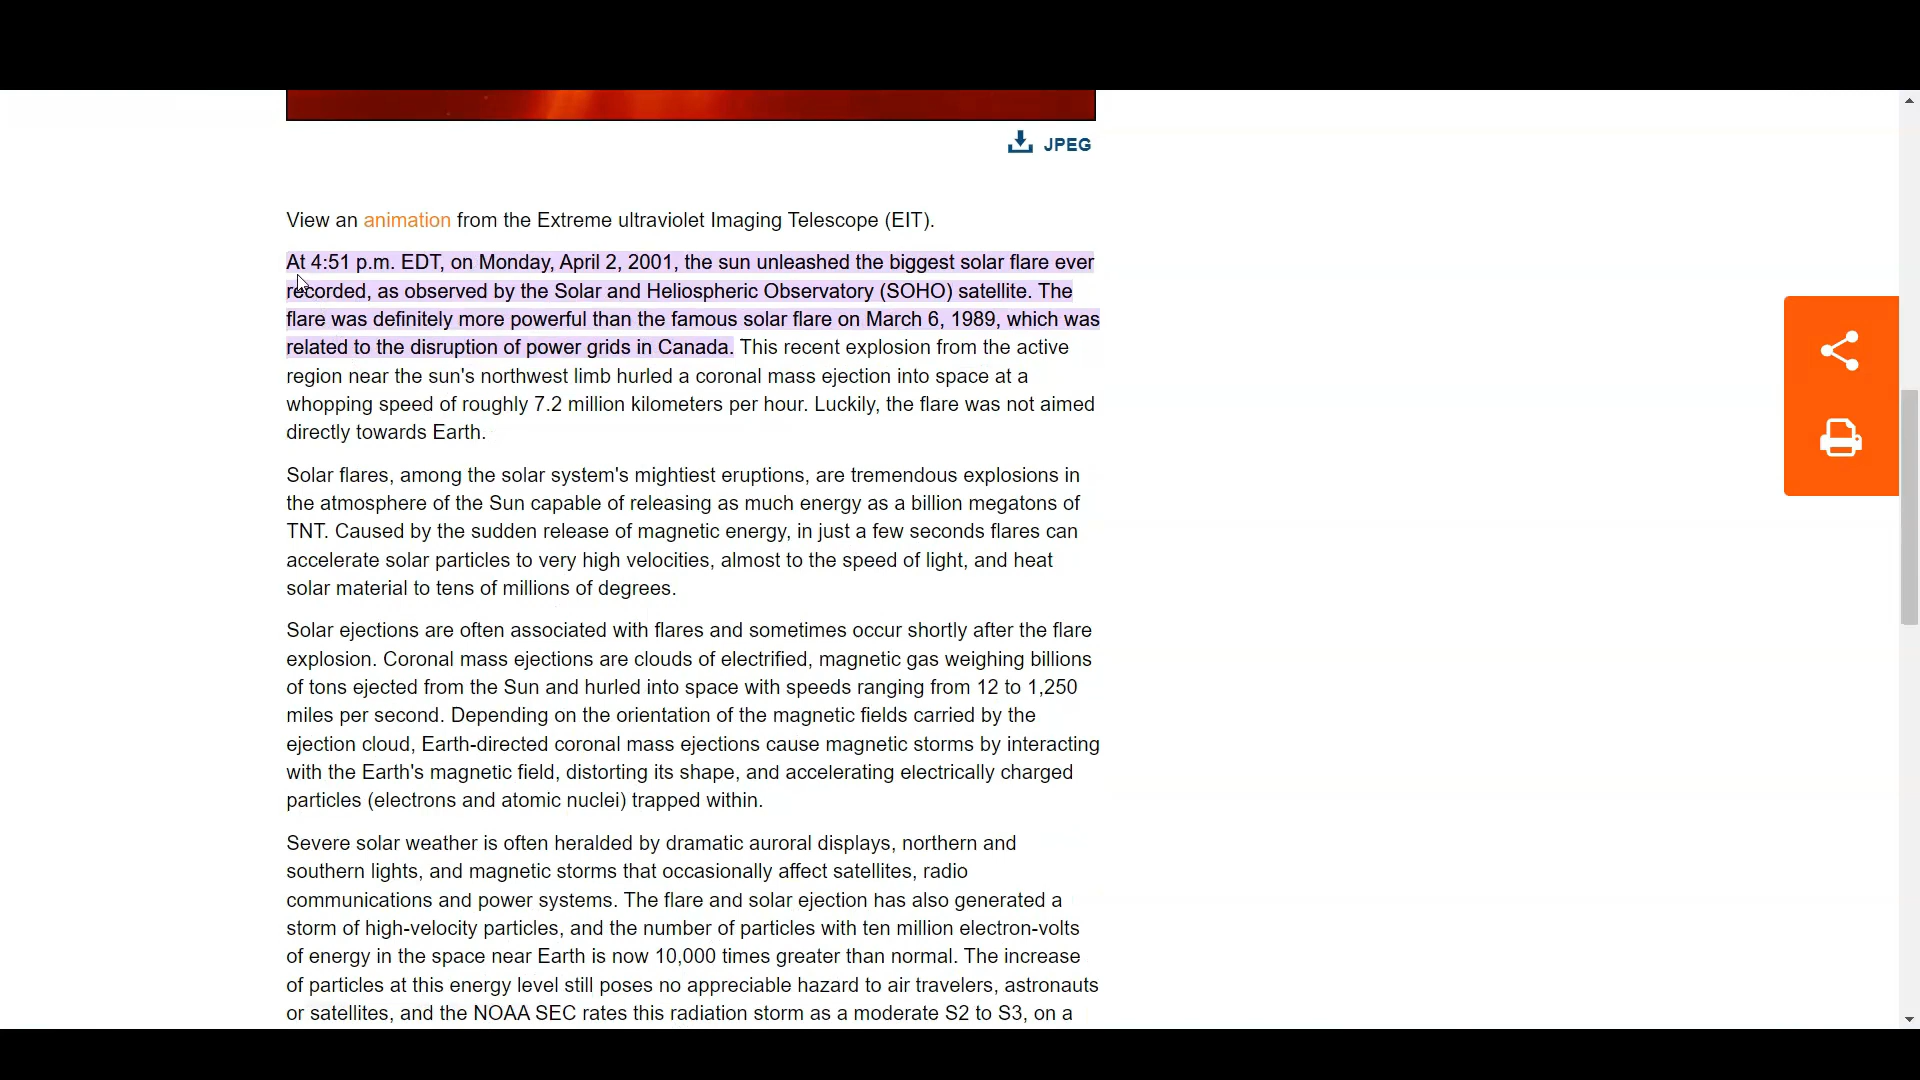 JPEG
View an animation from the Extreme ultraviolet Imaging Telescope (EIT).
At 4:51 p.m. EDT, on Monday, April 2, 2001, the sun unleashed the biggest solar flare ever
recorded, as observed by the Solar and Heliospheric Observatory (SOHO) satellite. The
flare was definitely more powerful than the famous solar flare on March 6, 1989, which was
related to the disruption of power grids in Canada. This recent explosion from the active
region near the sun's northwest limb hurled a coronal mass ejection into space at a
whopping speed of roughly 7.2 million kilometers per hour. Luckily, the flare was not aimed
directly towards Earth.
Solar flares, among the solar system's mightiest eruptions, are tremendous explosions in
the atmosphere of the Sun capable of releasing as much energy as a billion megatons of
TNT. Caused by the sudden release of magnetic energy, in just a few seconds flares can
accelerate solar particles to very high velocities, almost to the speed of light, and heat
solar material to tens of millions of degrees.
Solar ejections are often associated with flares and sometimes occur shortly after the flare
explosion. Coronal mass ejections are clouds of electrified, magnetic gas weighing billions
of tons ejected from the Sun and hurled into space with speeds ranging from 12 to 1,250
miles per second. Depending on the orientation of the magnetic fields carried by the
ejection cloud, Earth-directed coronal mass ejections cause magnetic storms by interacting
with the Earth's magnetic field, distorting its shape, and accelerating electrically charged
particles (electrons and atomic nuclei) trapped within.
Severe solar weather is often heralded by dramatic auroral displays, northern and
southern lights, and magnetic storms that occasionally affect satellites, radio
communications and power systems. The flare and solar ejection has also generated a
storm of high-velocity particles, and the number of particles with ten million electron-volts
of energy in the space near Earth is now 10,000 times greater than normal. The increase
of particles at this energy level still poses no appreciable hazard to air travelers, astronauts
or satellites, and the NOAA SEC rates this radiation storm as a moderate S2 to S3, on a